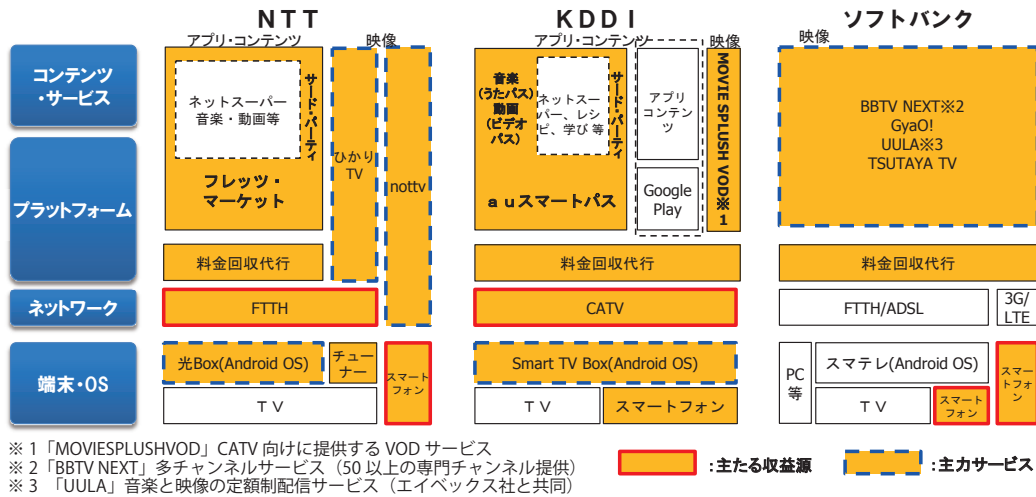 NTT
KDDI
ソフトバンク
コンテンツ
・サービス
プラットフォーム
ネットワーク
端末・OS
アプリ・コンテンツ
映像
ネットスーパー
音楽・動画等
サード・パーティ
フレッツ・
マーケット
ひかり
TV
nottv
料金回収代行
FTTH
光Box(Android OS)
チュー
ナー
スマート
フォン
TV
アプリ・コンテンツ
映像
音楽
(うたパス)
動画
(ビデオ
パス)
ネットスー
パー、レシ
ピ、学び 等
サード・パーティ
auスマートパス
アプリ
コンテン
ツ
Google
Play
MOVIE SPLUSH VOD※1
料金回収代行
CATV
Smart TV Box(Android OS)
TV
スマートフォン
映像
BBTV NEXT※2
GyaO!
UULA※3
TSUTAYA TV
料金回収代行
FTTH/ADSL
3G/
LTE
PC
等
スマテレ(Android OS)
TV
スマート
フォン
スマー
トフォ
ン
※1「MOVIESPLUSHVOD」CATV 向けに提供する VOD サービス
※2「BBTV NEXT」多チャンネルサービス（50 以上の専門チャンネル提供）
※3 「UULA」音楽と映像の定額制配信サービス（エイベックス社と共同）
:主たる収益源
:主力サービス